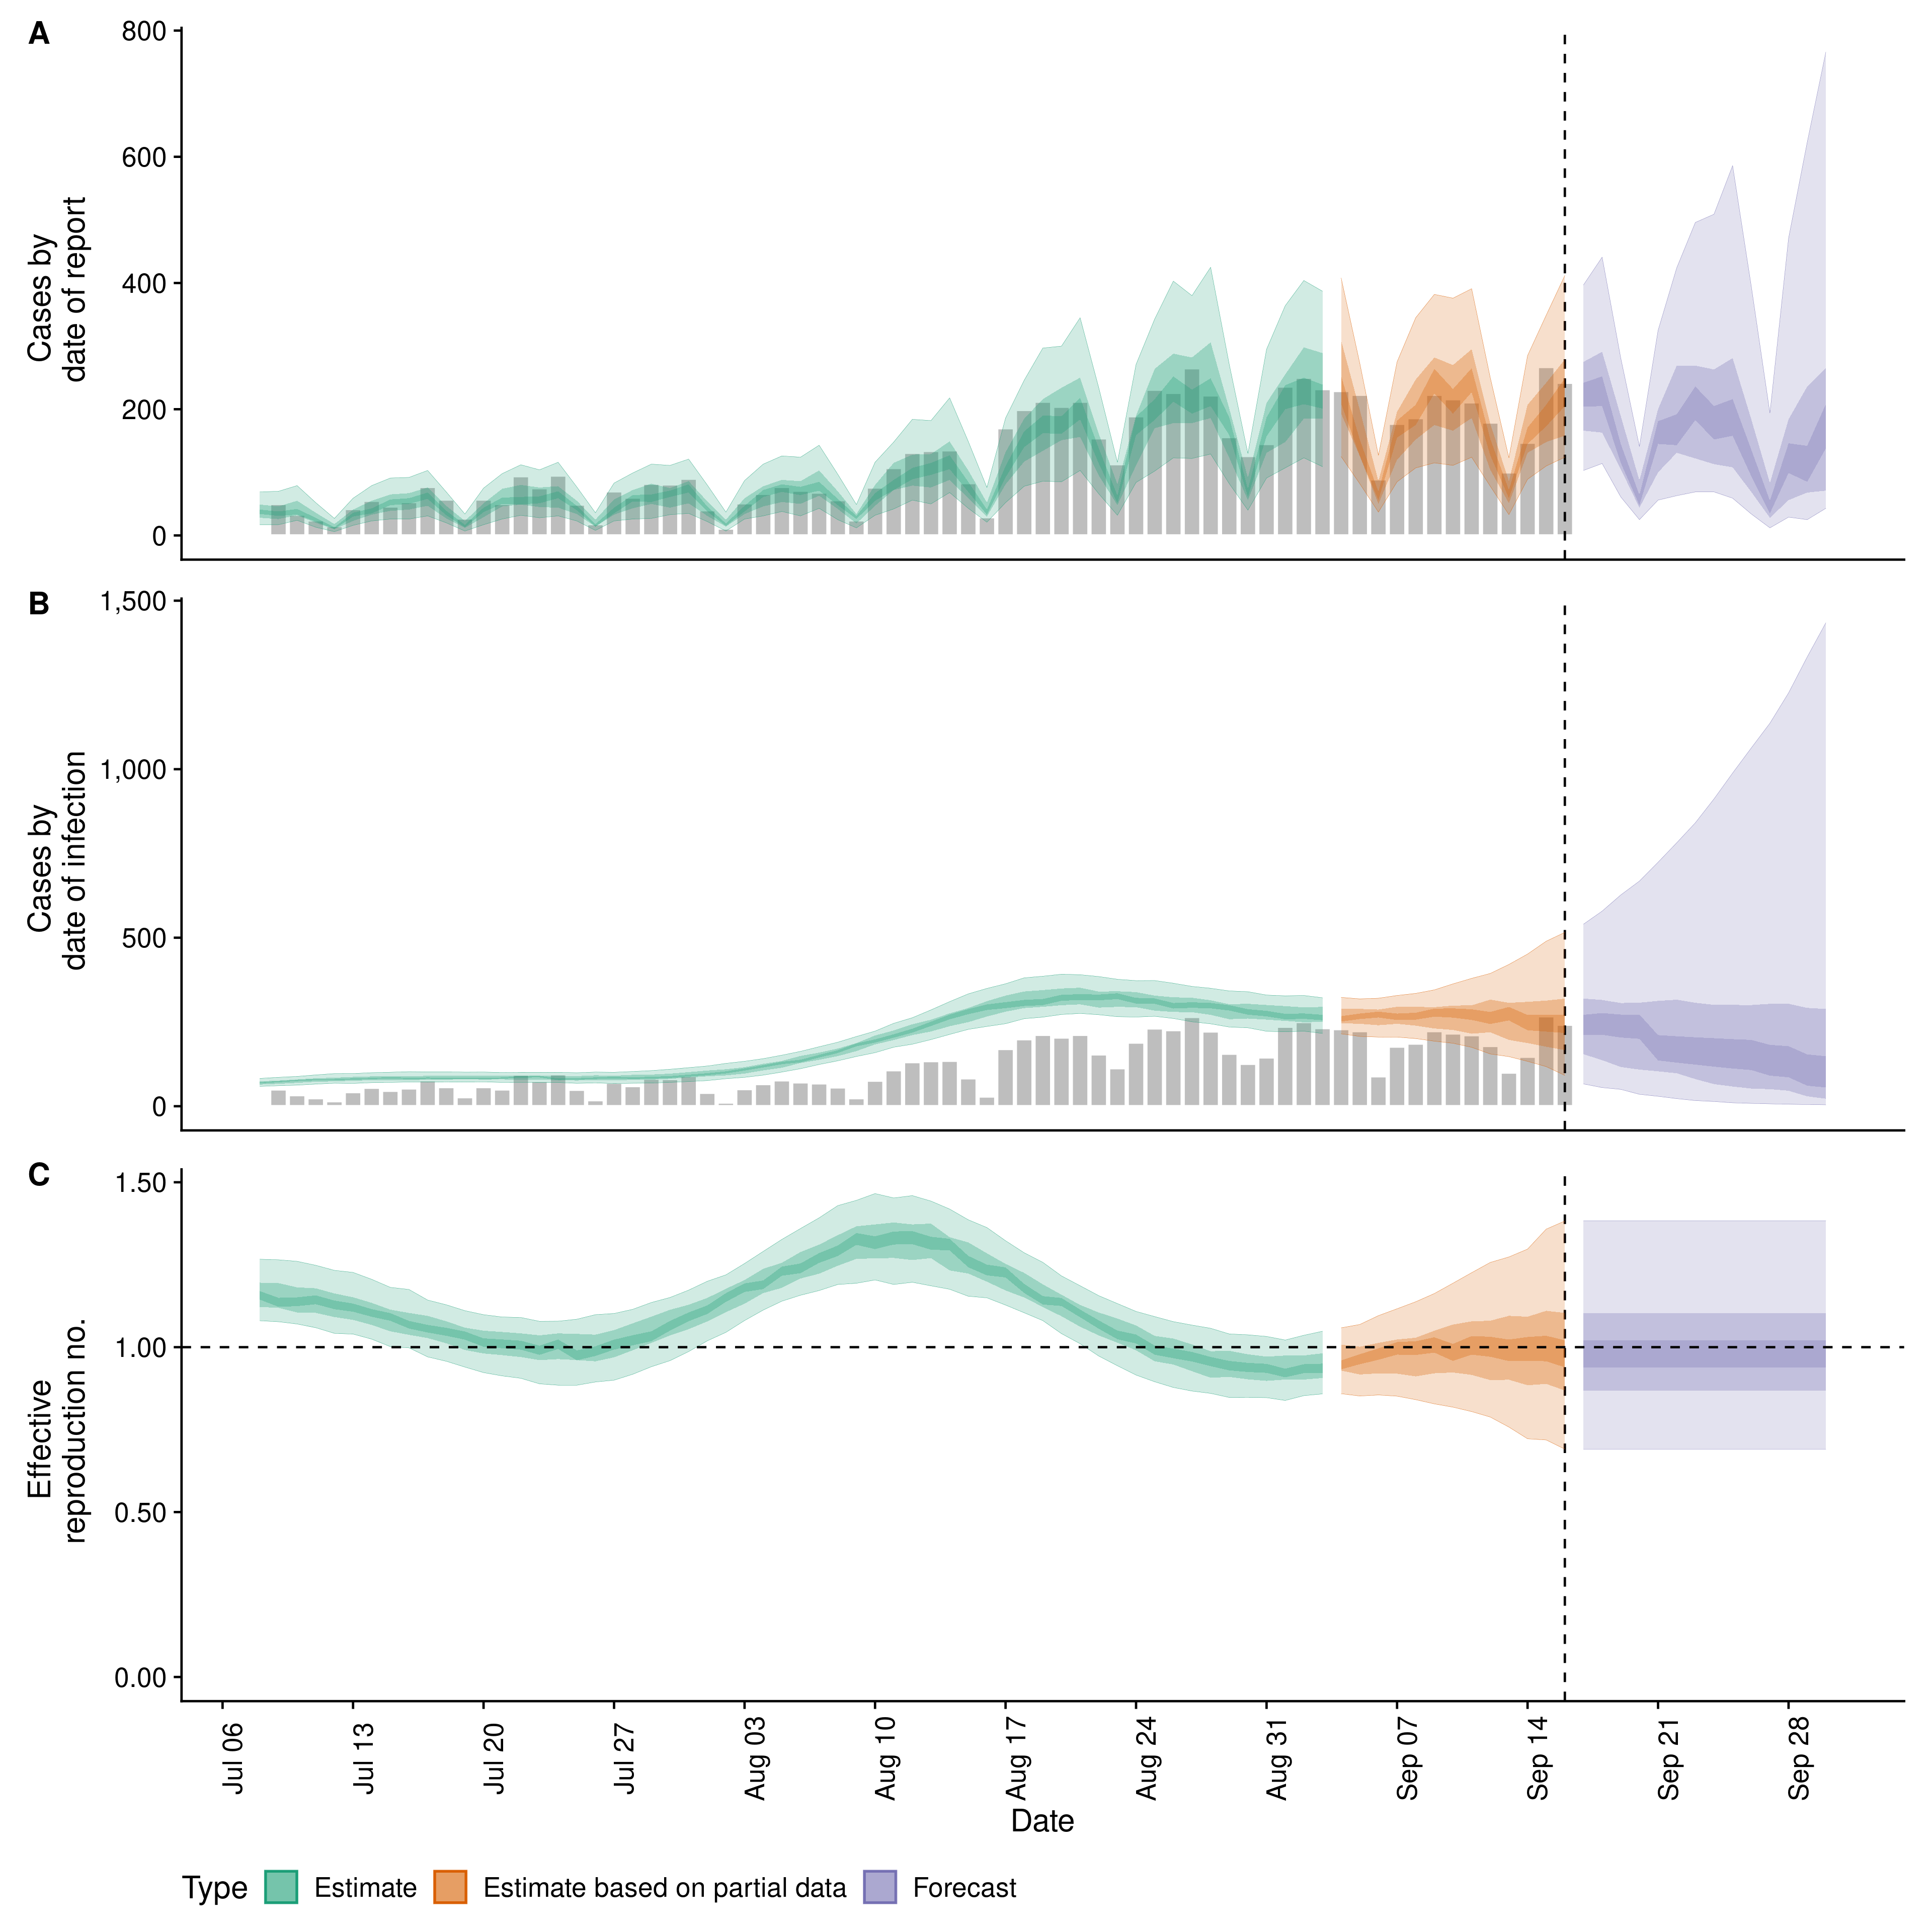 A
800
600
400
200
0
Cases by
date of report
B
1,500
1,000
500
0
Cases by
date of infection
C
1.50
1.00
0.50
0.00
Effective
reproduction no.
Jul 06
Jul 13
Jul 20
Jul 27
Aug 03
Aug 10
Aug 17
Aug 24
Aug 31
Sep 07
Sep 14
Sep 21
Sep 28
Date
Type Estimate Estimate based on partial data Forecast